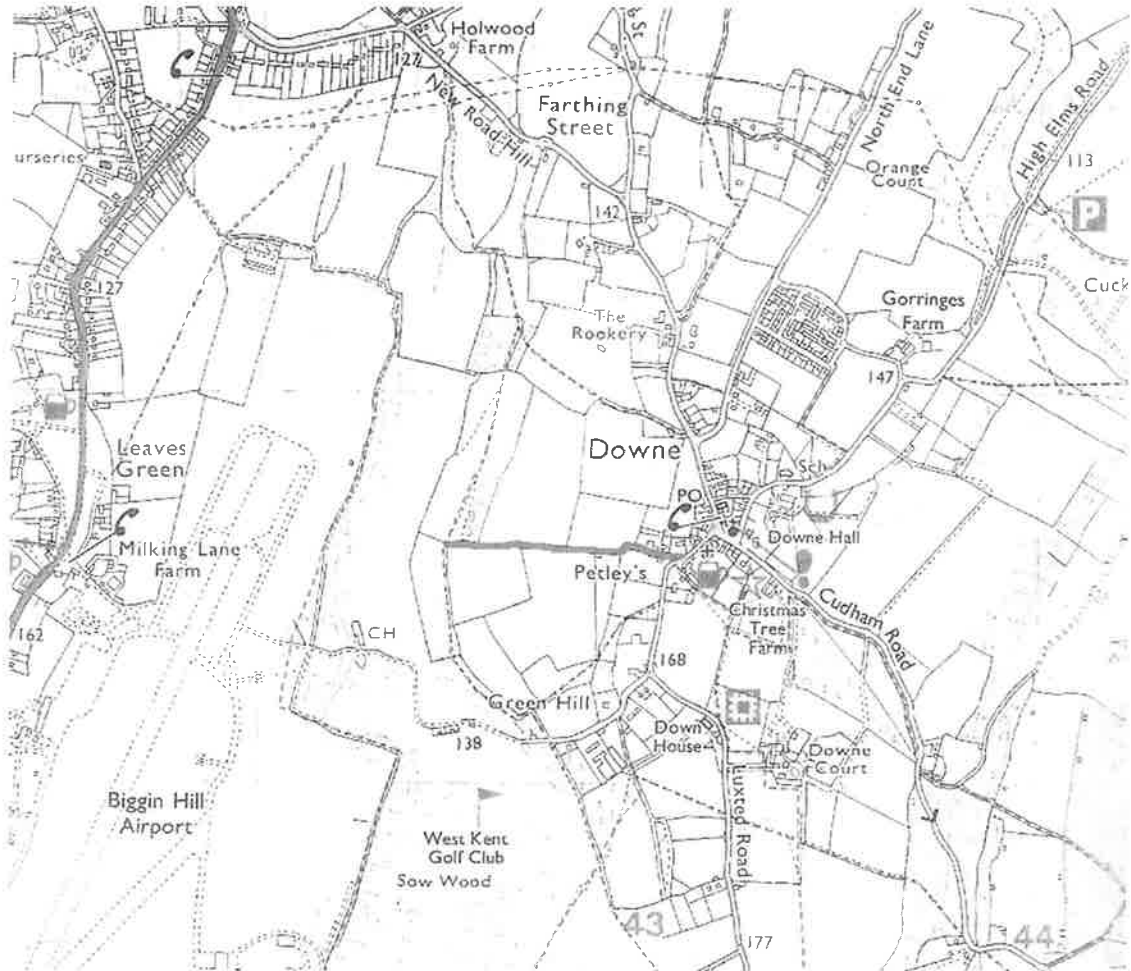 Holwood
Farm
127
New Road Hill
Farthing
Street
St
North End Lane
High Elms Road
113
P
urseries
Orange
Court
142
127
Cuck
Gorringes
Farm
The
Rookery
147
Leaves
Green
Downe
Sch
PO
Downe Hall
Milking Lane
Farm
Petley's
PH
Cudham Road
Christmas
Tree
Farm
162
CH
168
Green Hill
Down
House
138
Downe
Court
Biggin Hill
Airport
Luxted Road
West Kent
Golf Club
Sow Wood
43
177
44